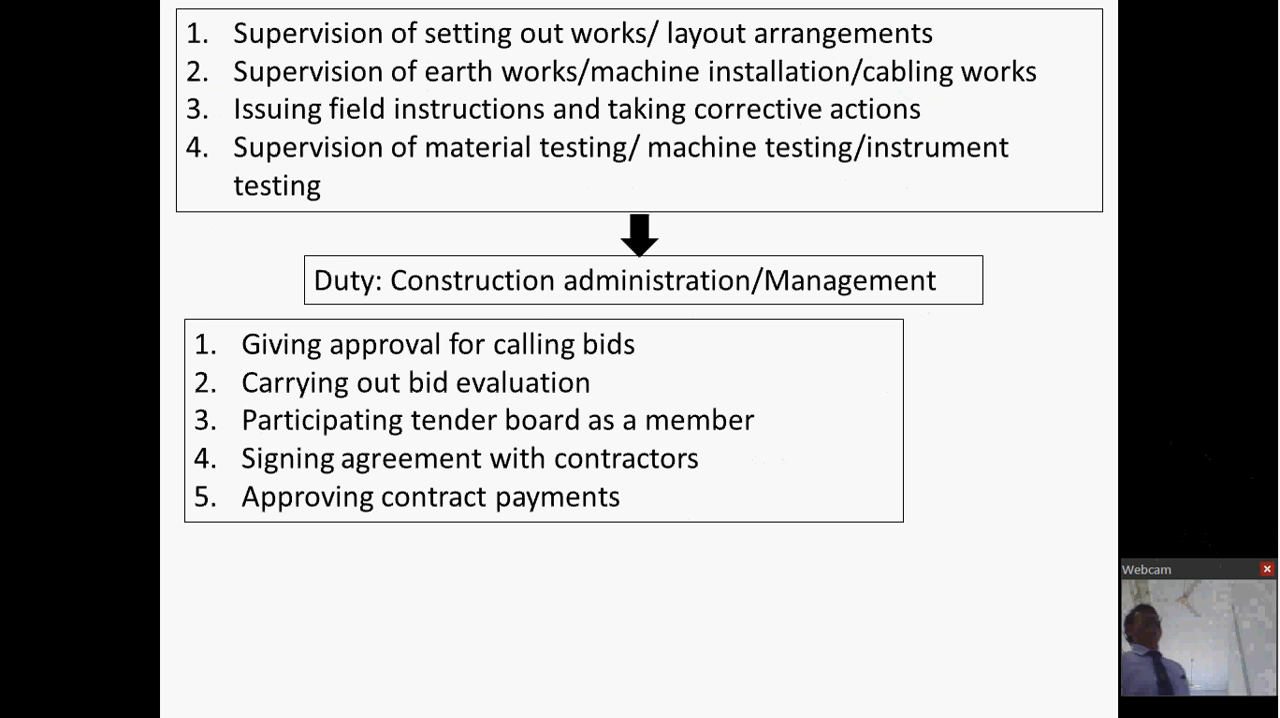 1. Supervision of setting out works/ layout arrangements
2. Supervision of earth works/machine installation/cabling works
3. Issuing field instructions and taking corrective actions
4. Supervision of material testing/ machine testing/instrument
testing
Duty: Construction administration/Management
1. Giving approval for calling bids
2. Carrying out bid evaluation
3. Participating tender board as a member
4. Signing agreement with contractors
5. Approving contract payments
Webcam